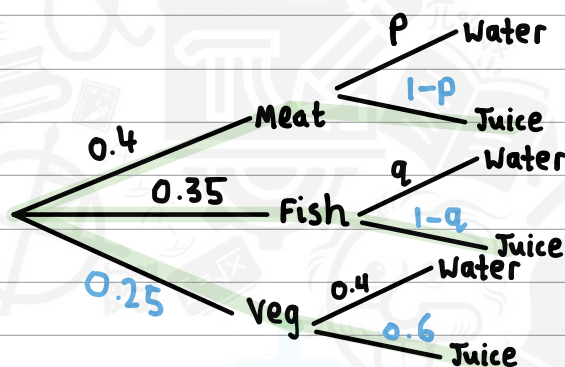 P Water
1-p
Meat
Juice
0.4
Water
q
0.35
Fish
1-q
Juice
Water
0.4
0.25
Veg
0.6
Juice